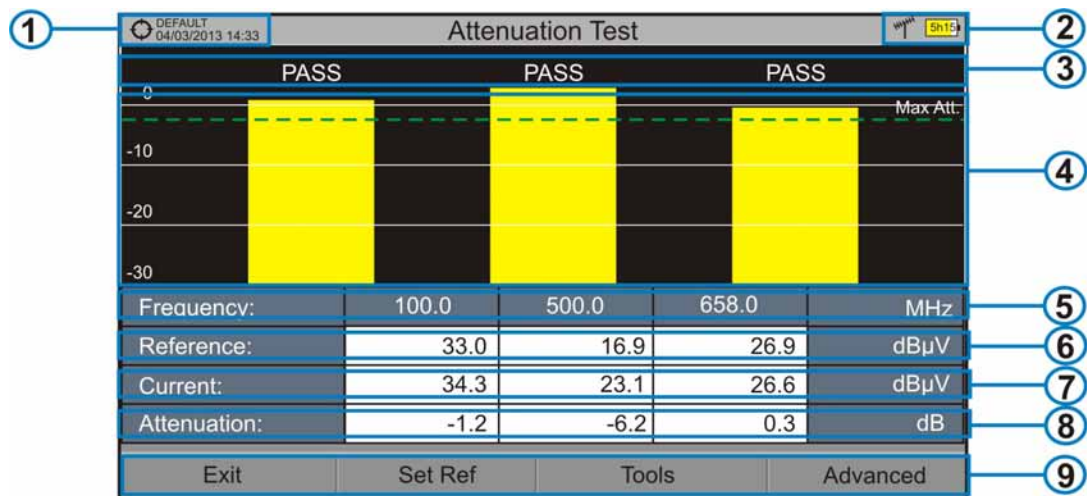 1
DEFAULT
04/03/2013 14:33
Attenuation Test
5h15
2
PASS PASS PASS
3
0
Max Att.
-10
4
-20
-30
Frequency: 100.0 500.0 658.0 MHz
5
Reference: 33.0 16.9 26.9 dBµV
6
Current: 34.3 23.1 26.6 dBµV
7
Attenuation: -1.2 -6.2 0.3 dB
8
Exit Set Ref Tools Advanced
9